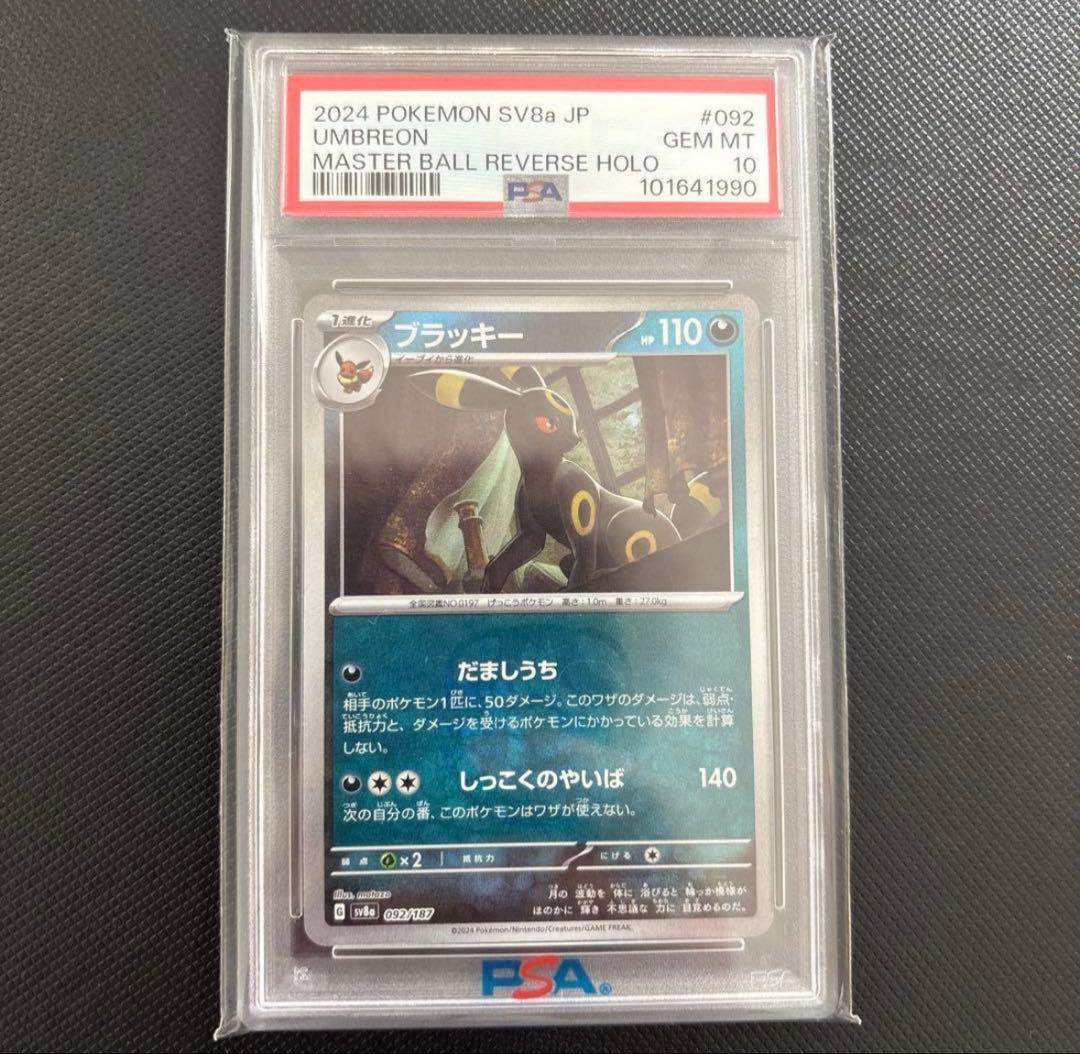 2024 POKEMON SV8a JP #092
UMBREON GEM MT
MASTER BALL REVERSE HOLO 10
PSA 101641990
1進化 ブラッキー HP 110
イーブイから進化
全国図鑑NO.0197 げっこうポケモン 高さ:1.0m 重さ:27.0kg
だましうち
相手のポケモン1匹に、50ダメージ。このワザのダメージは、弱点・
抵抗力と、ダメージを受けるポケモンにかかっている効果を計算
しない。
しっこくのやいば 140
次の自分の番、このポケモンはワザが使えない。
弱点 ×2 抵抗力 にげる
Illus. matazo
月の 波動を 体に 浴びると 輪っか模様が
G sv8a 092/187 ほのかに 輝き 不思議な 力に 目覚めるのだ。
©2024 Pokémon/Nintendo/Creatures/GAME FREAK.
PSA®